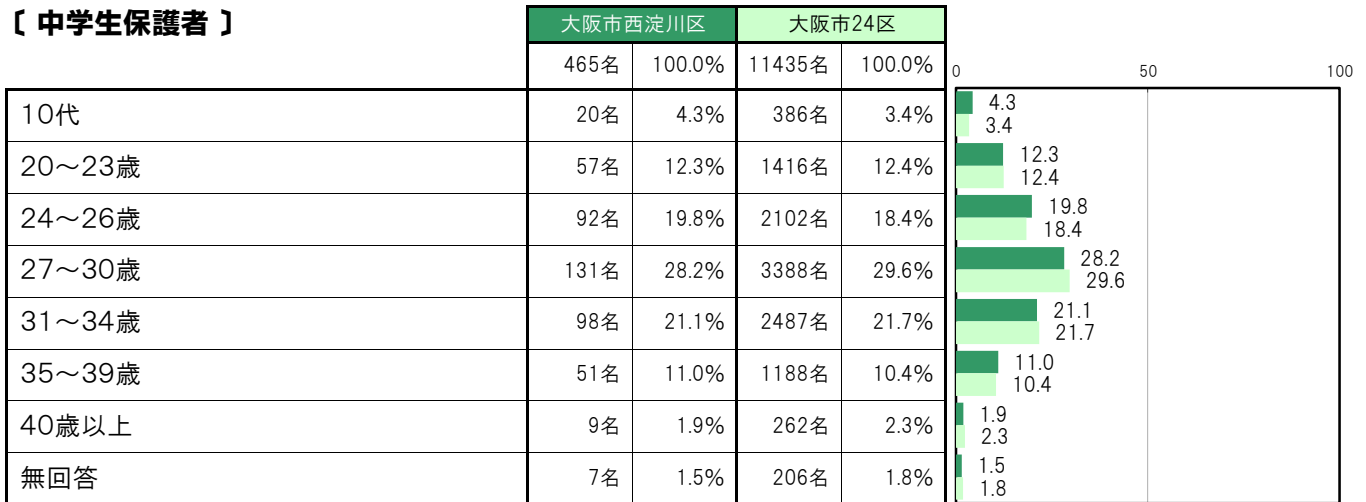 〔 中学生保護者 〕
大阪市西淀川区 大阪市24区
465名 100.0% 11435名 100.0%
0 50 100
10代 20名 4.3% 386名 3.4%
4.3
3.4
20～23歳 57名 12.3% 1416名 12.4%
12.3
12.4
24～26歳 92名 19.8% 2102名 18.4%
19.8
18.4
27～30歳 131名 28.2% 3388名 29.6%
28.2
29.6
31～34歳 98名 21.1% 2487名 21.7%
21.1
21.7
35～39歳 51名 11.0% 1188名 10.4%
11.0
10.4
40歳以上 9名 1.9% 262名 2.3%
1.9
2.3
無回答 7名 1.5% 206名 1.8%
1.5
1.8